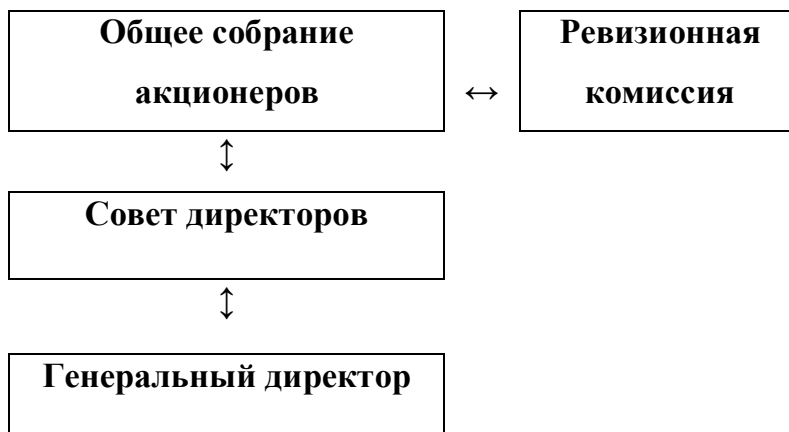 Общее собрание
акционеров
↔
Ревизионная
комиссия
↕
Совет директоров
↕
Генеральный директор